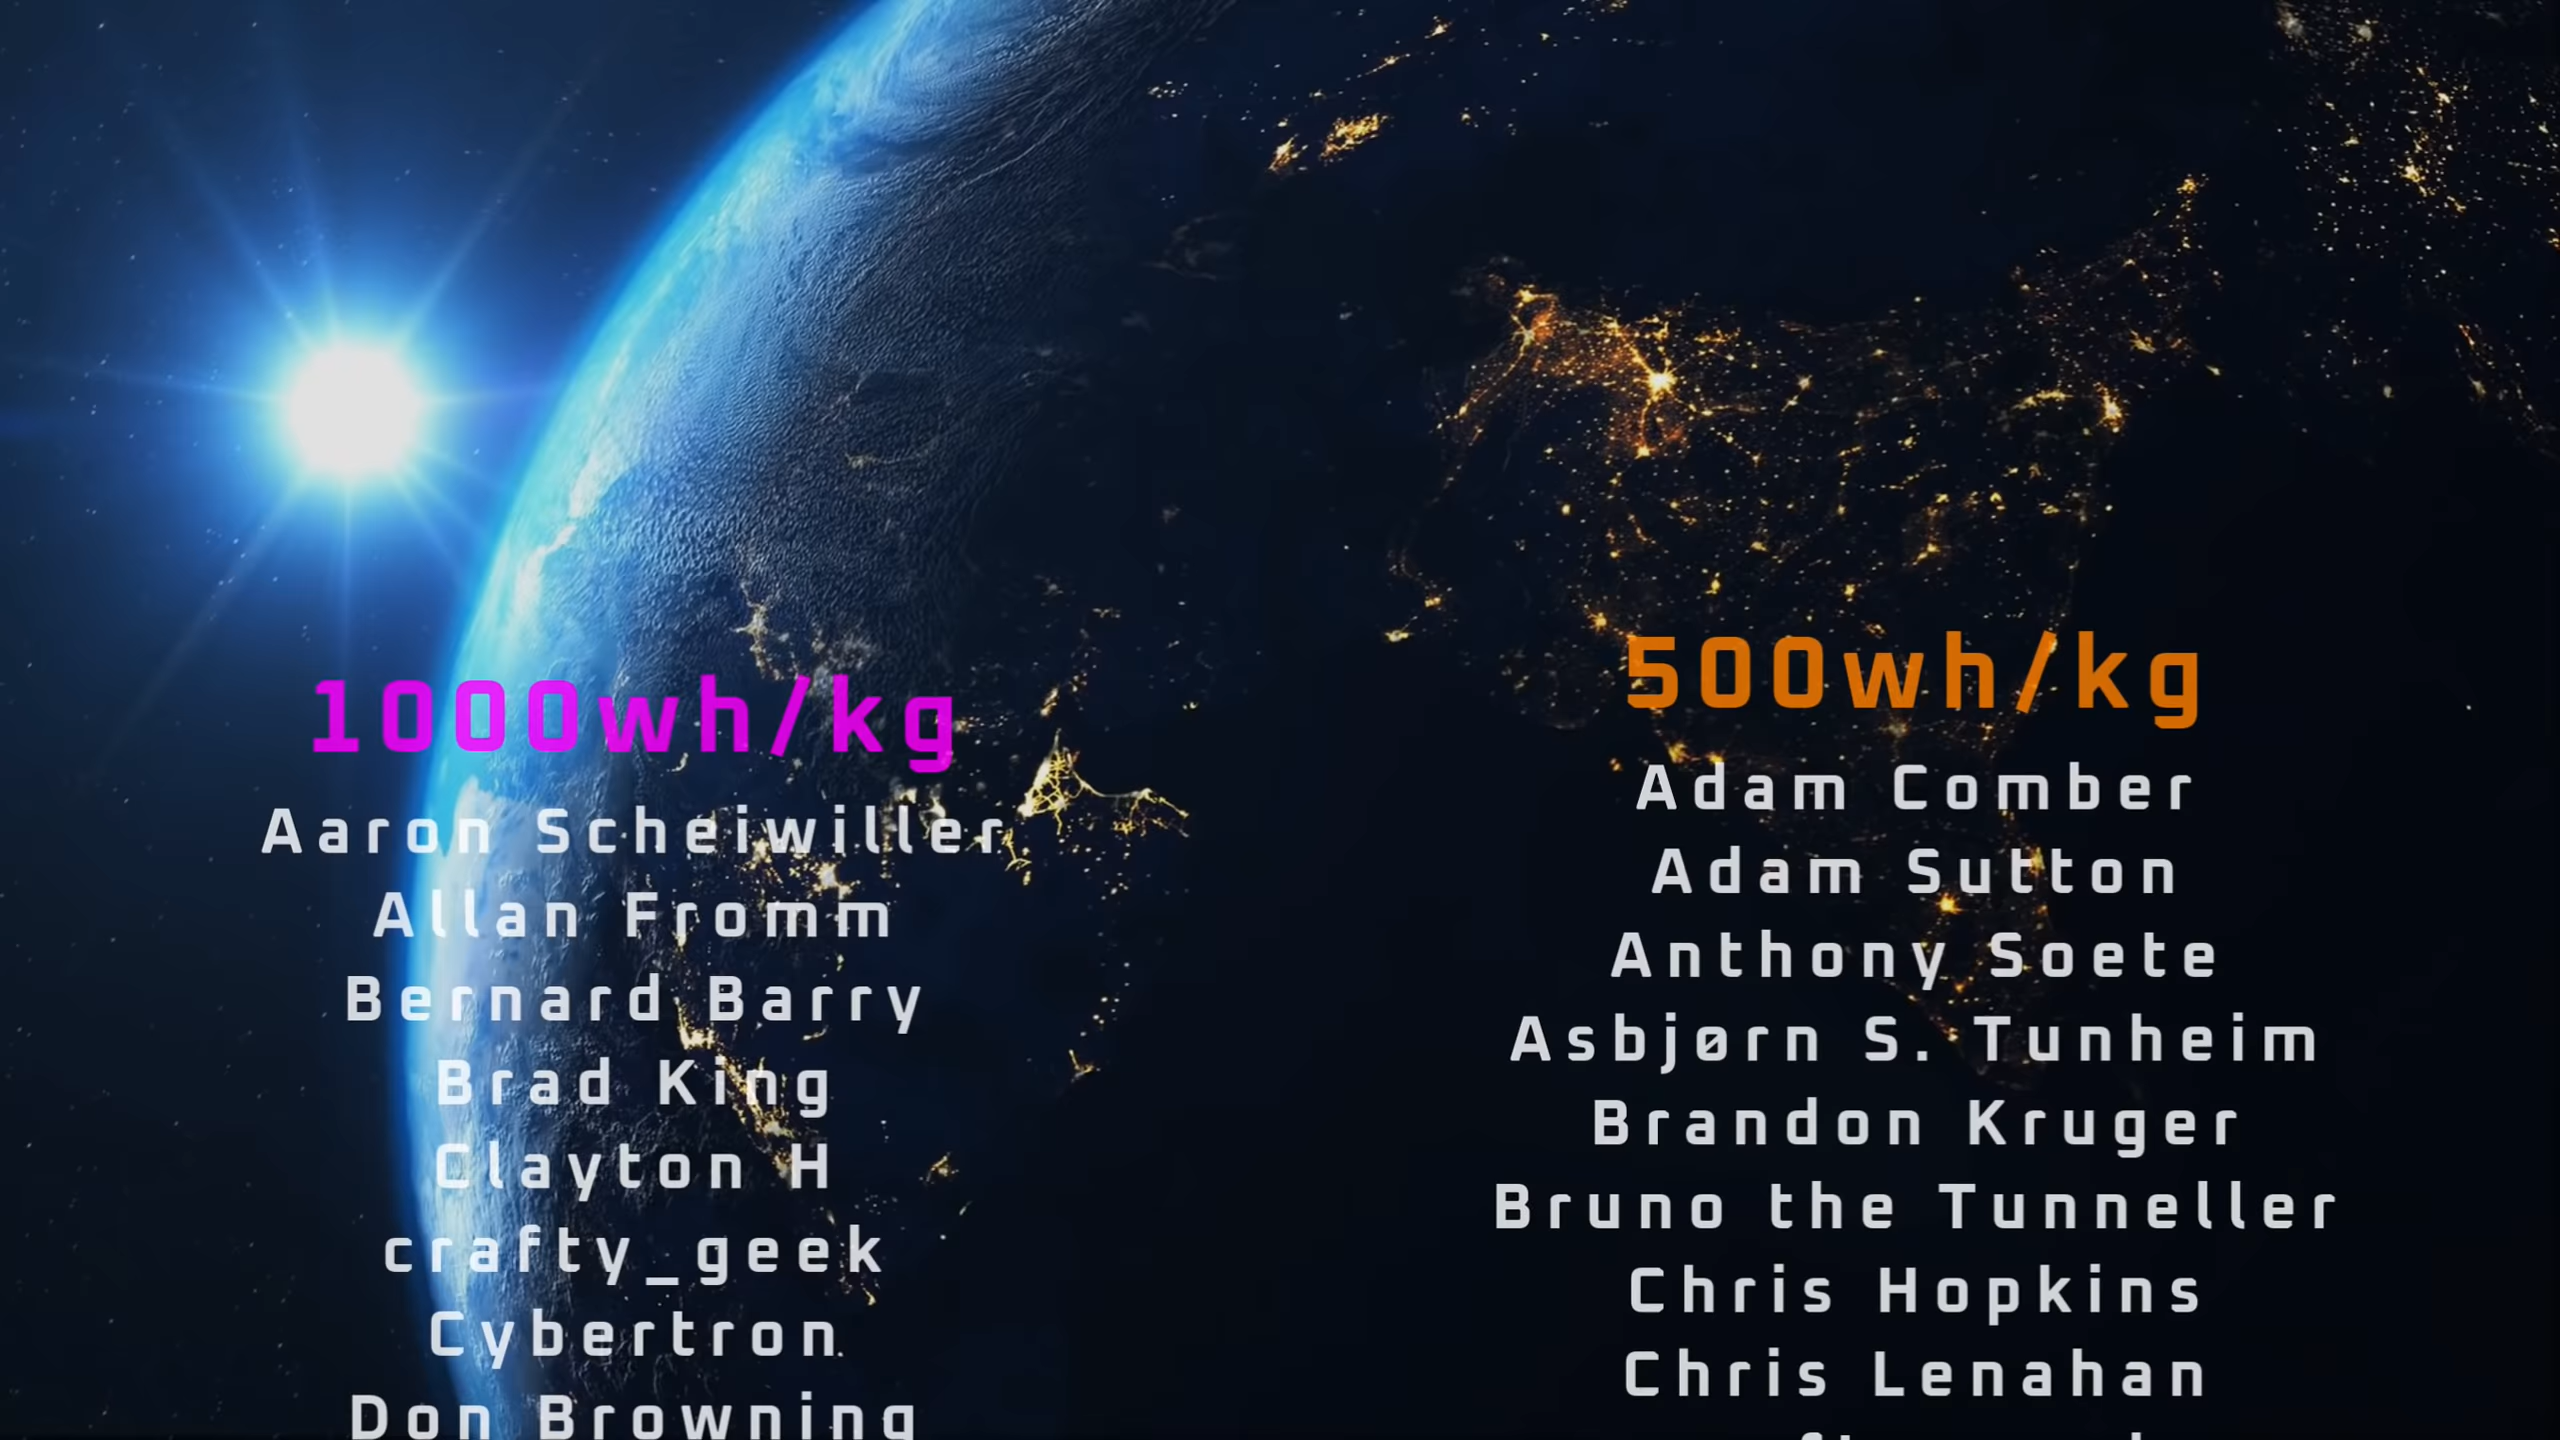 1000wh/kg
Aaron Scheiwiller
Allan Fromm
Bernard Barry
Brad King
Clayton H
crafty_geek
Cybertron
Don Browning
500wh/kg
Adam Comber
Adam Sutton
Anthony Soete
Asbjørn S. Tunheim
Brandon Kruger
Bruno the Tunneller
Chris Hopkins
Chris Lenahan